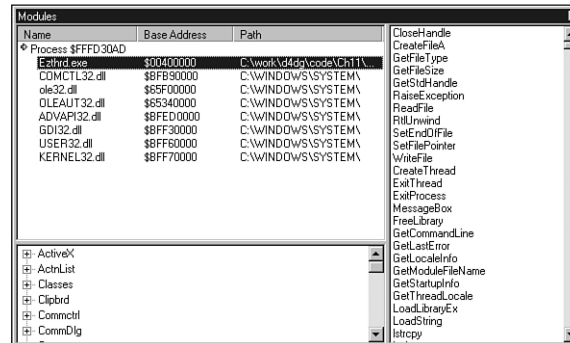 Modules
Name Base Address Path
Process $FFFD30AD
Ezthrd.exe $00400000 C:\work\d4dg\code\Ch11\...
COMCTL32.dll $BFB90000 C:\WINDOWS\SYSTEM\
ole32.dll $65F00000 C:\WINDOWS\SYSTEM\
OLEAUT32.dll $65340000 C:\WINDOWS\SYSTEM\
ADVAPI32.dll $BFED0000 C:\WINDOWS\SYSTEM\
GDI32.dll $BFF30000 C:\WINDOWS\SYSTEM\
USER32.dll $BFF60000 C:\WINDOWS\SYSTEM\
KERNEL32.dll $BFF70000 C:\WINDOWS\SYSTEM\
ActiveX
ActnList
Classes
Clipbrd
Commctrl
CommDlg
CloseHandle
CreateFileA
GetFileType
GetFileSize
GetStdHandle
RaiseException
ReadFile
RtlUnwind
SetEndOfFile
SetFilePointer
WriteFile
CreateThread
ExitThread
ExitProcess
MessageBox
FreeLibrary
GetCommandLine
GetLastError
GetLocaleInfo
GetModuleFileName
GetStartupInfo
GetThreadLocale
LoadLibraryEx
LoadString
lstrcpy